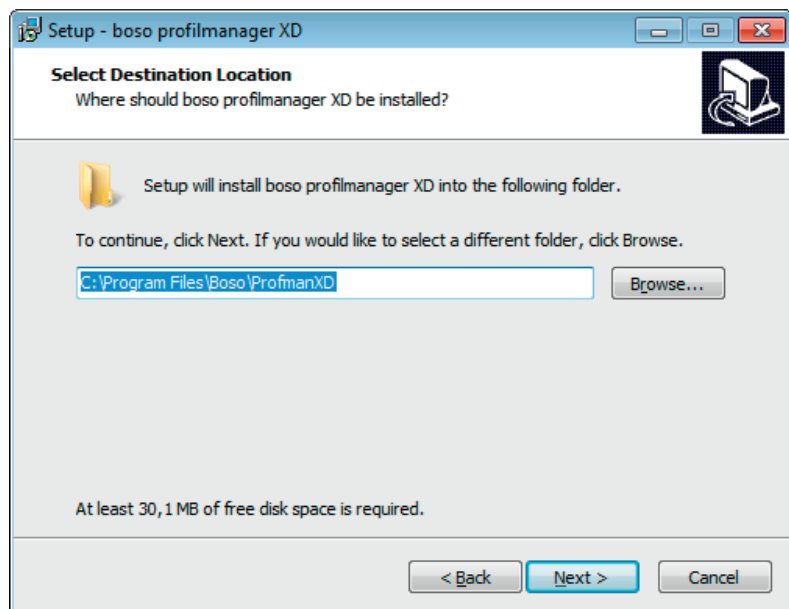 Setup - boso profilmanager XD
Select Destination Location
Where should boso profilmanager XD be installed?
Setup will install boso profilmanager XD into the following folder.
To continue, click Next. If you would like to select a different folder, click Browse.
C:\Program Files\Boso\ProfmanXD
Browse...
At least 30,1 MB of free disk space is required.
< Back Next > Cancel